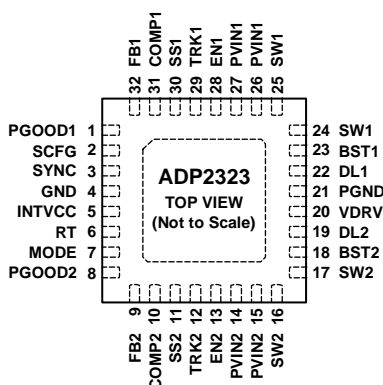 FB1
COMP1
SS1
TRK1
EN1
PVIN1
PVIN1
SW1
32 31 30 29 28 27 26 25
PGOOD1 1
SCFG 2
SYNC 3
GND 4
INTVCC 5
RT 6
MODE 7
PGOOD2 8
ADP2323
TOP VIEW
(Not to Scale)
24 SW1
23 BST1
22 DL1
21 PGND
20 VDRV
19 DL2
18 BST2
17 SW2
9 10 11 12 13 14 15 16
FB2
COMP2
SS2
TRK2
EN2
PVIN2
PVIN2
SW2